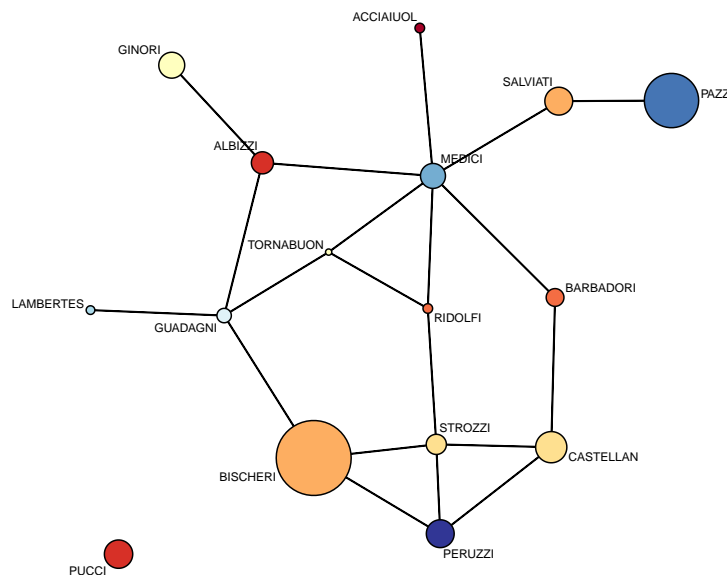 ACCIAIUOL
GINORI
SALVIATI
PAZZ
ALBIZZI
MEDICI
TORNABUON
BARBADORI
LAMBERTES
RIDOLFI
GUADAGNI
STROZZI
CASTELLAN
BISCHERI
PERUZZI
PUCCI